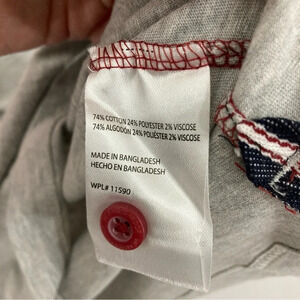 74% COTTON 24% POLYESTER 2% VISCOSE
74% ALGODON 24% POLIÉSTER 2% VISCOSE
MADE IN BANGLADESH
HECHO EN BANGLADESH
WPL# 11590